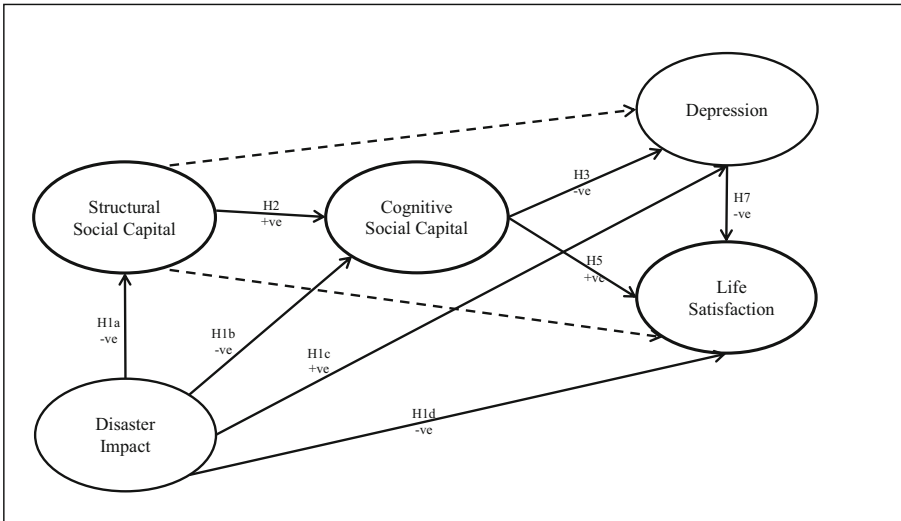 Depression
H3
-ve
H7
-ve
Structural
Social Capital
H2
+ve
Cognitive
Social Capital
H5
+ve
Life
Satisfaction
H1a
-ve
H1b
-ve
H1c
+ve
H1d
-ve
Disaster
Impact